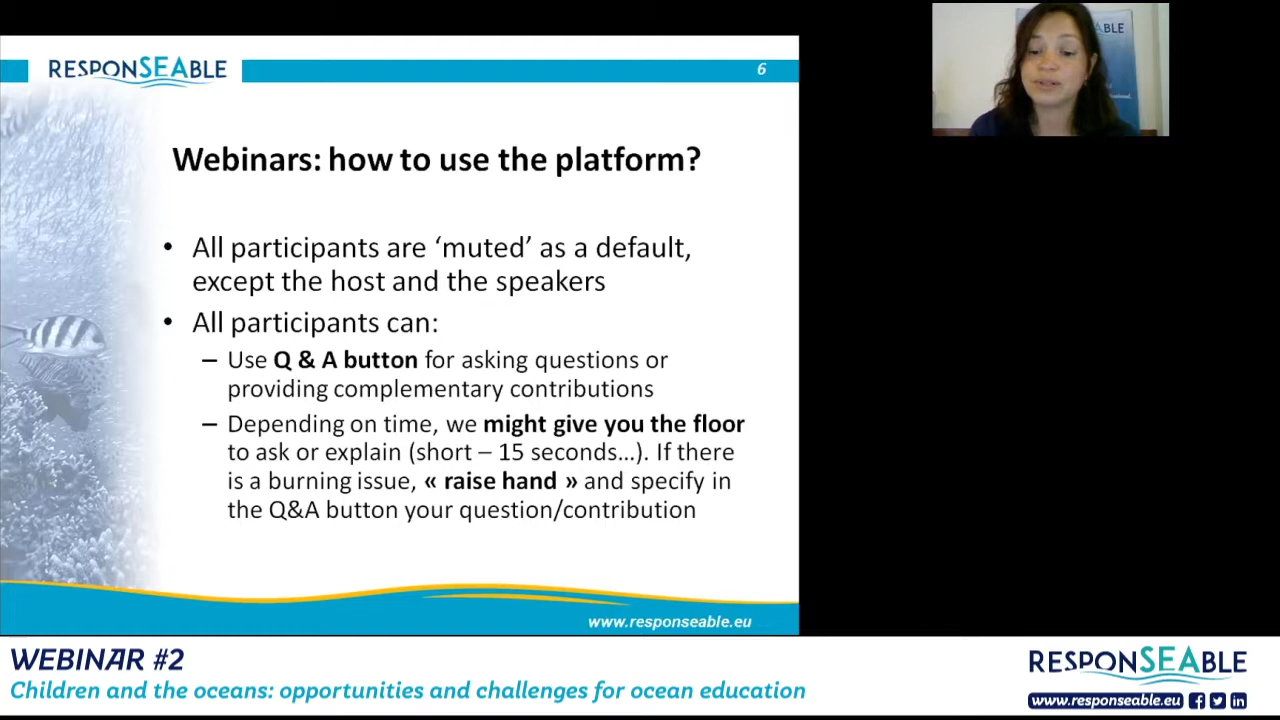 RESPONSEABLE
6
Webinars: how to use the platform?
• All participants are ‘muted’ as a default,
except the host and the speakers
• All participants can:
– Use Q & A button for asking questions or
providing complementary contributions
– Depending on time, we might give you the floor
to ask or explain (short – 15 seconds…). If there
is a burning issue, « raise hand » and specify in
the Q&A button your question/contribution
www.responseable.eu
ABLE
WEBINAR #2
Children and the oceans: opportunities and challenges for ocean education
RESPONSEABLE
www.responseable.eu